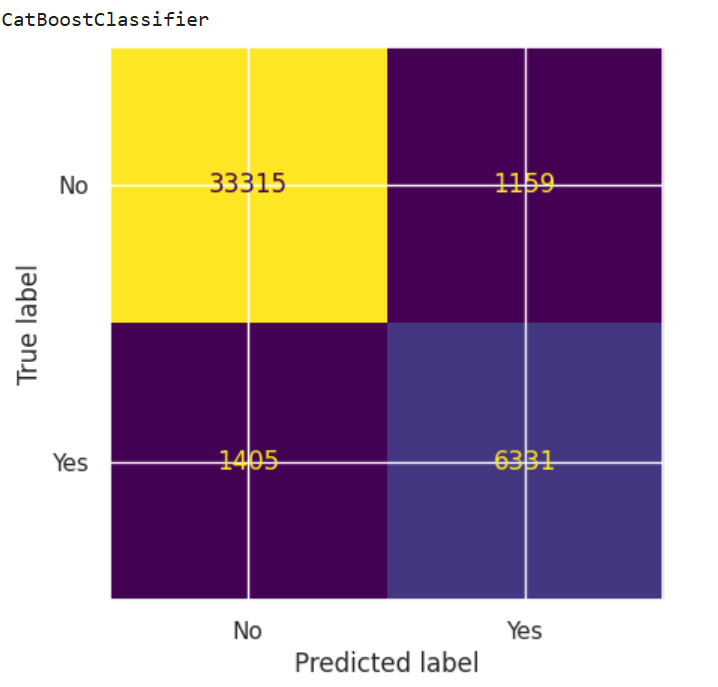 CatBoostClassifier
No
33315
1159
True label
Yes
1405
6331
No
Yes
Predicted label